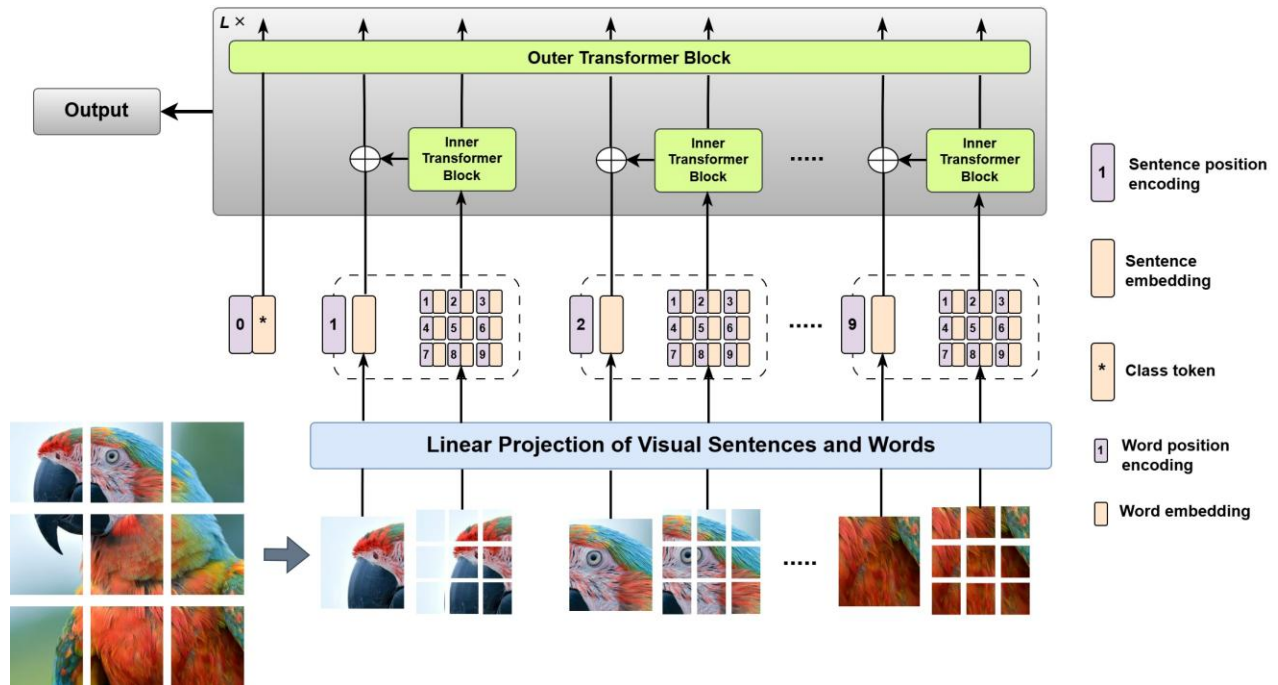 L ×
Outer Transformer Block
Output
Inner
Transformer
Block
Inner
Transformer
Block
.....
Inner
Transformer
Block
0 *
1
1 2 3
4 5 6
7 8 9
2
1 2 3
4 5 6
7 8 9
.....
9
1 2 3
4 5 6
7 8 9
Linear Projection of Visual Sentences and Words
.....
1
Sentence position
encoding
Sentence
embedding
*
Class token
1
Word position
encoding
Word embedding